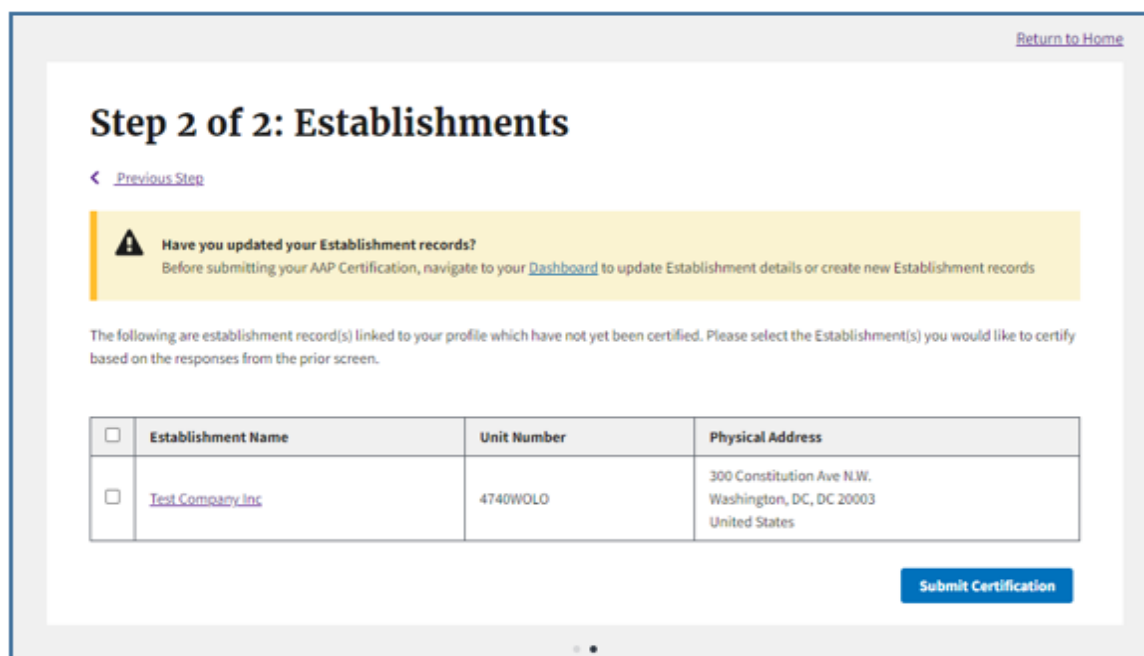 Return to Home
Step 2 of 2: Establishments
Previous Step
Have you updated your Establishment records?
Before submitting your AAP Certification, navigate to your Dashboard to update Establishment details or create new Establishment records
The following are establishment record(s) linked to your profile which have not yet been certified. Please select the Establishment(s) you would like to certify
based on the responses from the prior screen.
Establishment Name Unit Number Physical Address
Test Company Inc 4740WOLO 300 Constitution Ave N.W.
Washington, DC, DC 20003
United States
Submit Certification